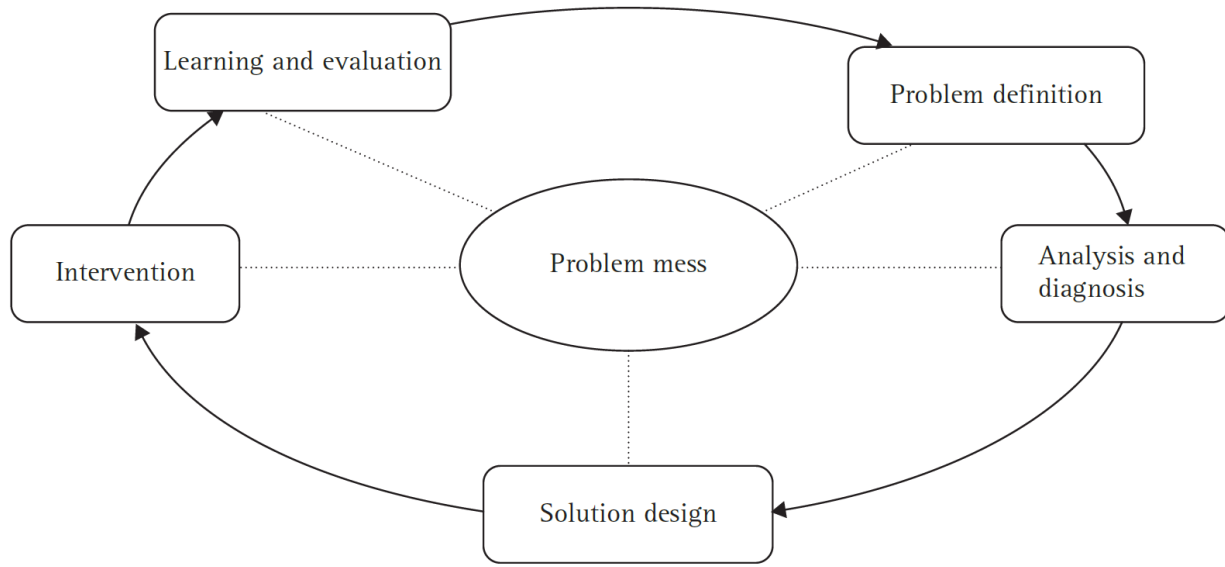 Learning and evaluation
Problem definition
Intervention
Problem mess
Analysis and
diagnosis
Solution design